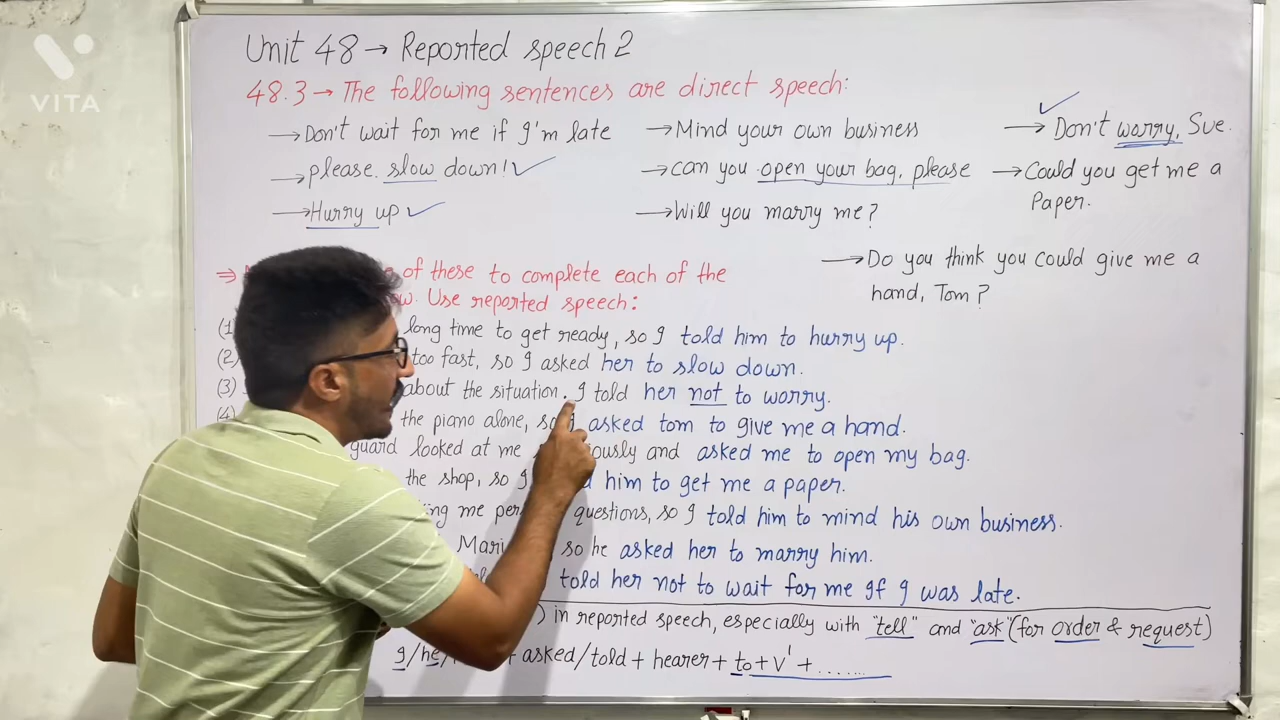 VITA
Unit 48 → Reported speech 2
48.3 → The following sentences are direct speech:
→ Don't wait for me if I'm late
→ please. slow down!
→ Hurry up
→ Mind your own business
→ can you open your bag, please
→ Will you marry me?
→ Don't worry, Sue.
→ Could you get me a
Paper.
→ Do you think you could give me a
hand, Tom?
⇒ of these to complete each of the
Use reported speech:
(1) long time to get ready, so I told him to hurry up.
(2) too fast, so I asked her to slow down.
(3) about the situation. I told her not to worry.
(4) the piano alone, so I asked tom to give me a hand.
guard looked at me and asked me to open my bag.
the shop, so I him to get me a paper.
me questions, so I told him to mind his own business.
so he asked her to marry him.
told her not to wait for me If I was late.
) in reported speech, especially with "tell" and "ask" (for order & request)
I/he/ + asked/told + hearer + to + V¹ + .......